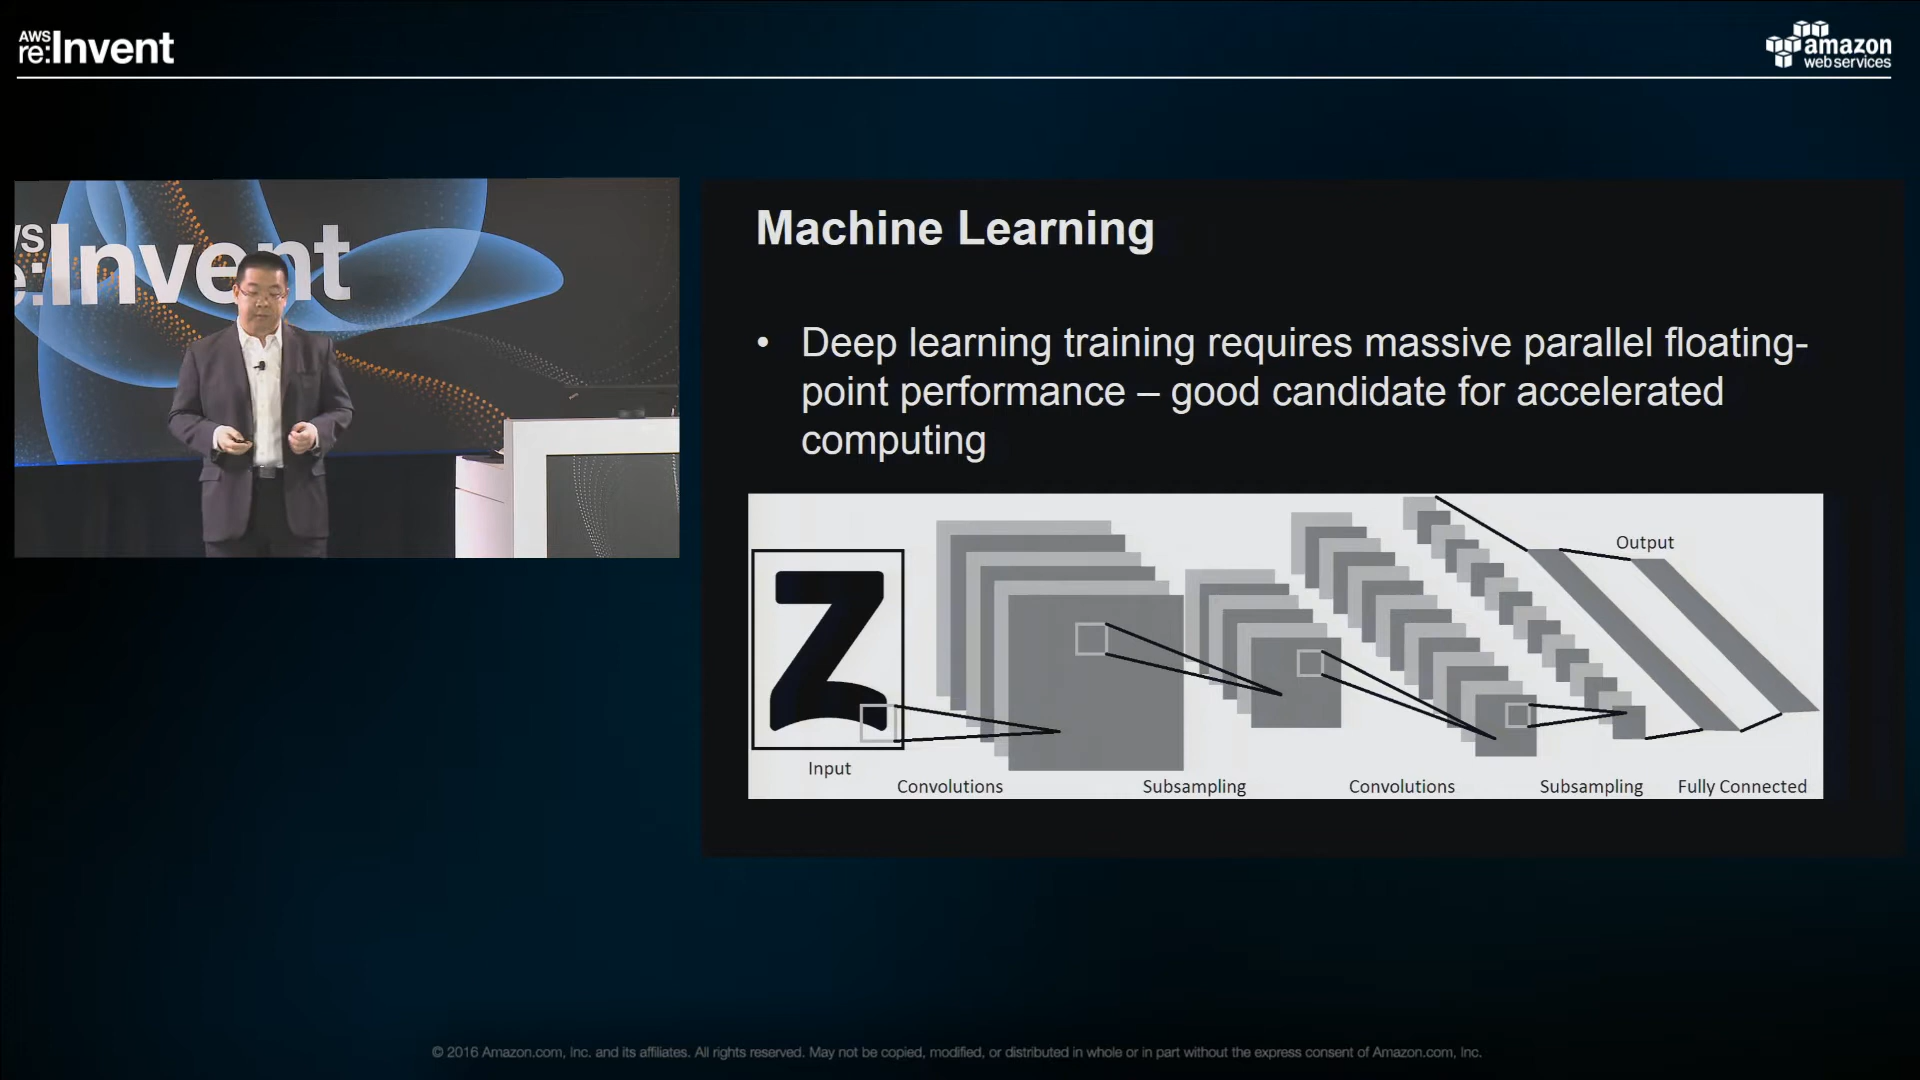 AWS
re:Invent
amazon
web services
WS
e:Invent
Machine Learning
• Deep learning training requires massive parallel floating-
point performance – good candidate for accelerated
computing
Z
Output
Input
Convolutions
Subsampling
Convolutions
Subsampling
Fully Connected
© 2016 Amazon.com, Inc. and its affiliates. All rights reserved. May not be copied, modified, or distributed in whole or in part without the express consent of Amazon.com, Inc.